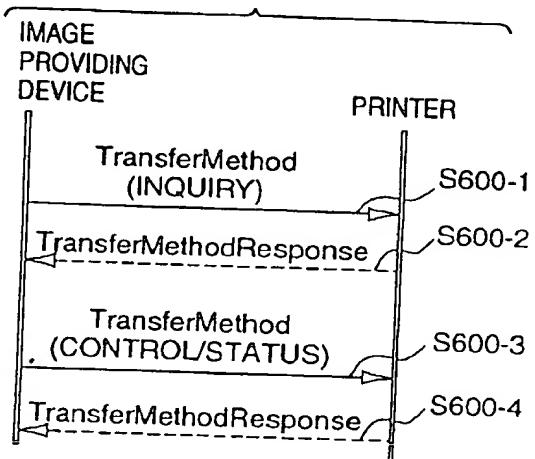 IMAGE
PROVIDING
DEVICE
PRINTER
TransferMethod
(INQUIRY)
S600-1
TransferMethodResponse
S600-2
TransferMethod
(CONTROL/STATUS)
S600-3
TransferMethodResponse
S600-4